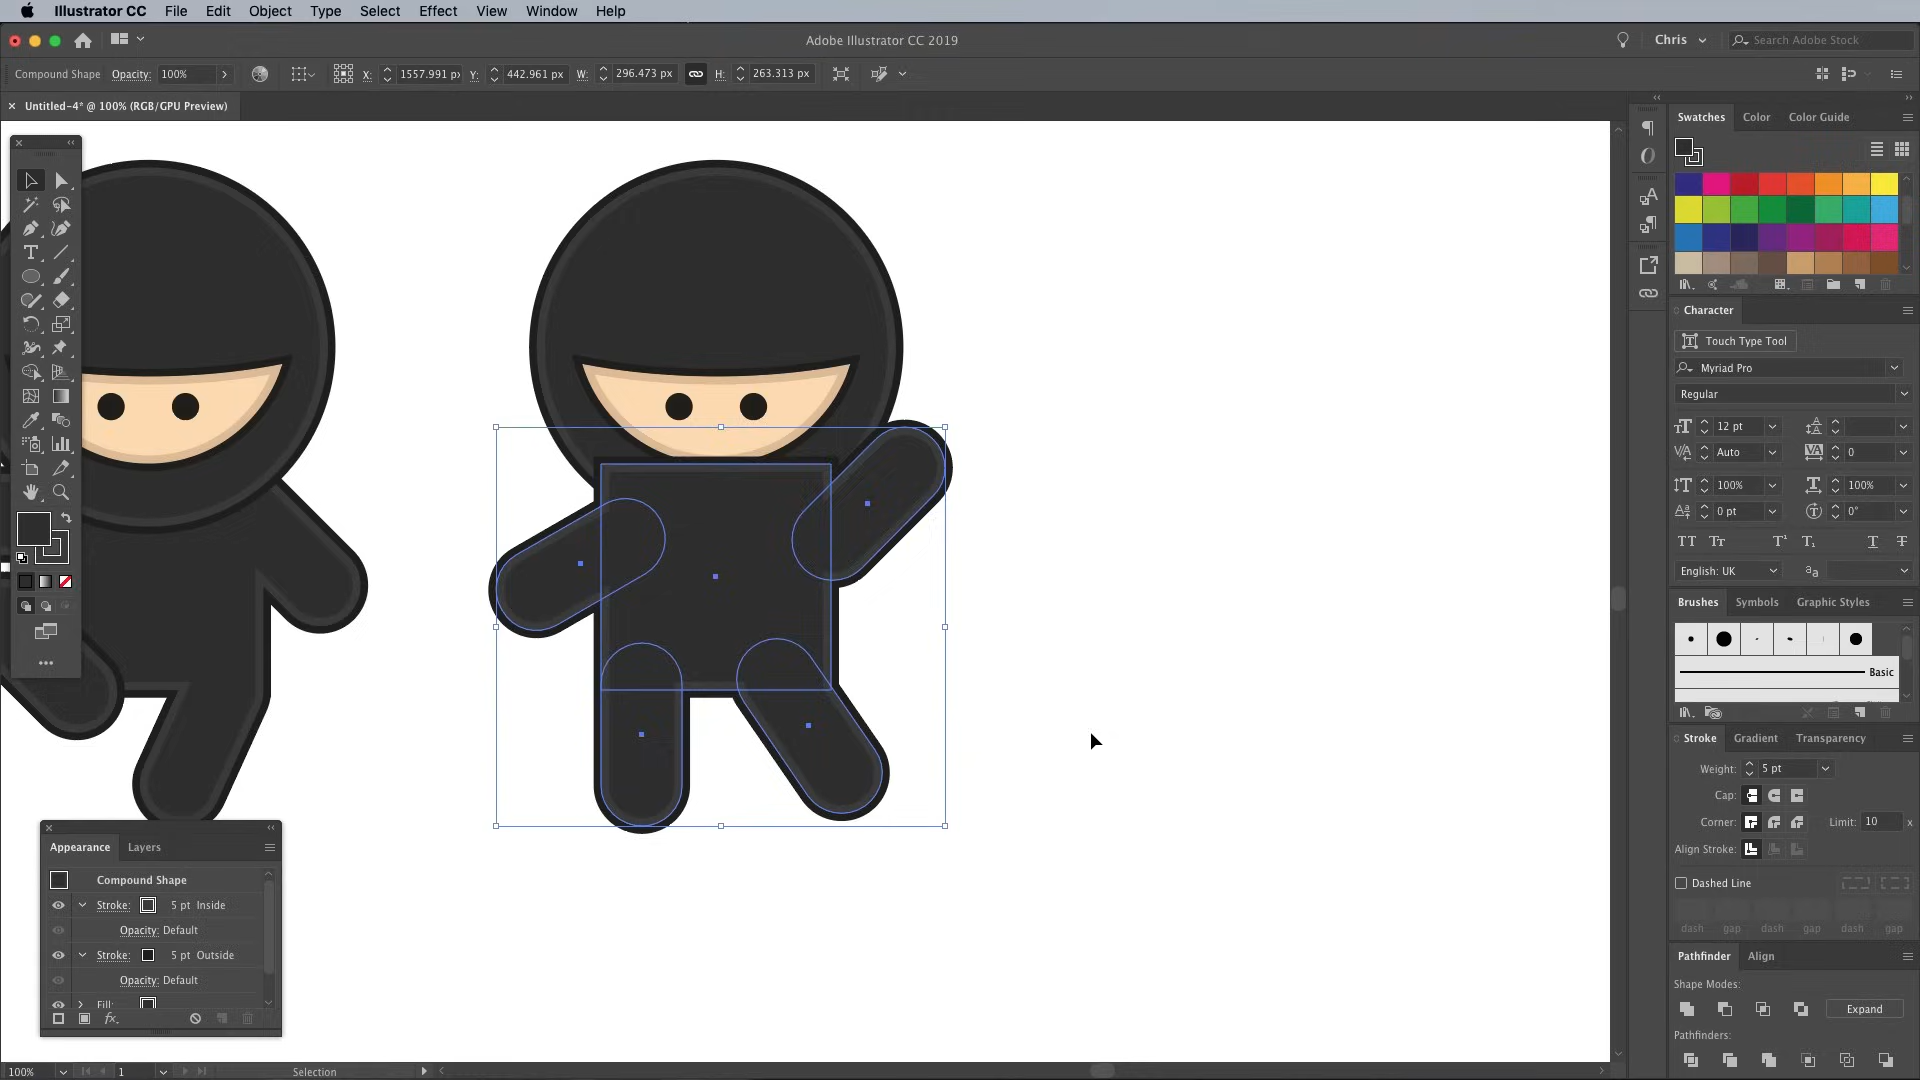 Illustrator CC File Edit Object Type Select Effect View Window Help
Adobe Illustrator CC 2019
Chris
Search Adobe Stock
Compound Shape Opacity: 100% X: 1557.991 px Y: 442.961 px W: 296.473 px H: 263.313 px
Untitled-4* @ 100% (RGB/GPU Preview)
Swatches Color Color Guide
Character
Touch Type Tool
Myriad Pro
Regular
12 pt
Auto 0
100% 100%
0 pt 0°
English: UK
Brushes Symbols Graphic Styles
Basic
Stroke Gradient Transparency
Weight: 5 pt
Cap:
Corner: Limit: 10 x
Align Stroke:
Dashed Line
dash gap dash gap dash gap
Pathfinder Align
Shape Modes:
Expand
Pathfinders:
Appearance Layers
Compound Shape
Stroke: 5 pt Inside
Opacity: Default
Stroke: 5 pt Outside
Opacity: Default
Fill:
fx
100% 1 Selection